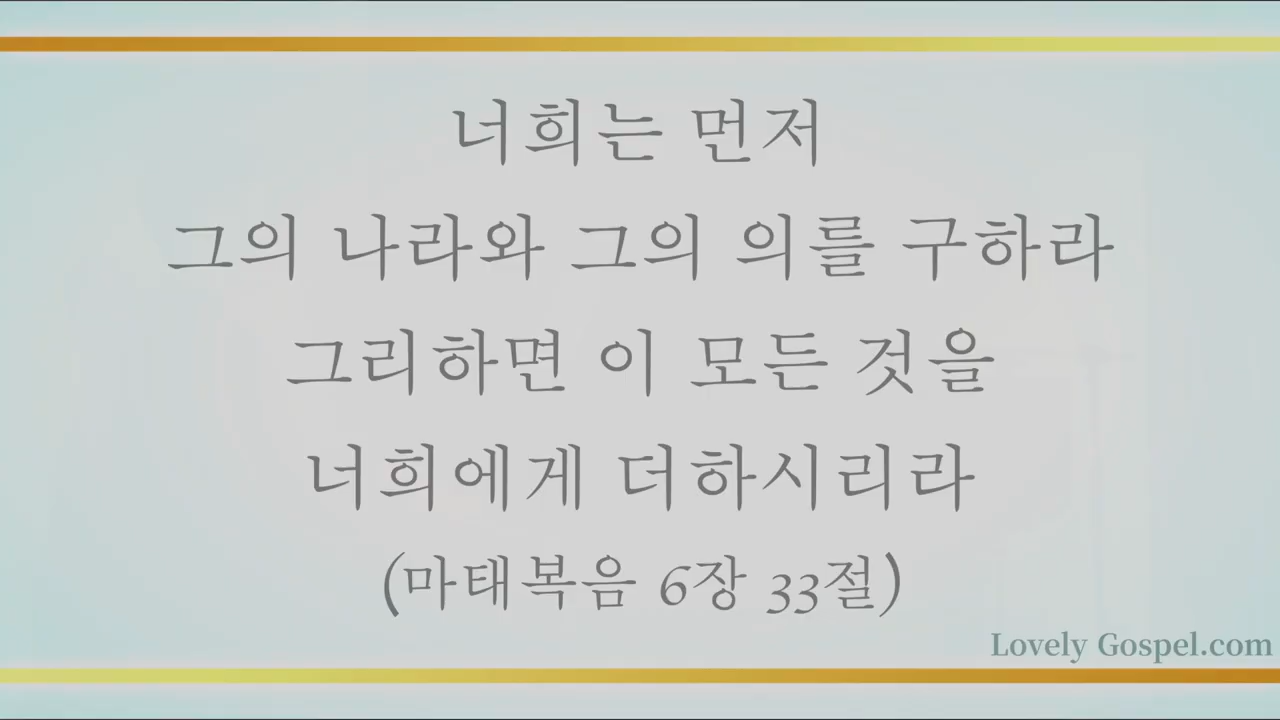 너희는 먼저
그의 나라와 그의 의를 구하라
그리하면 이 모든 것을
너희에게 더하시리라
(마태복음 6장 33절)
Lovely Gospel.com